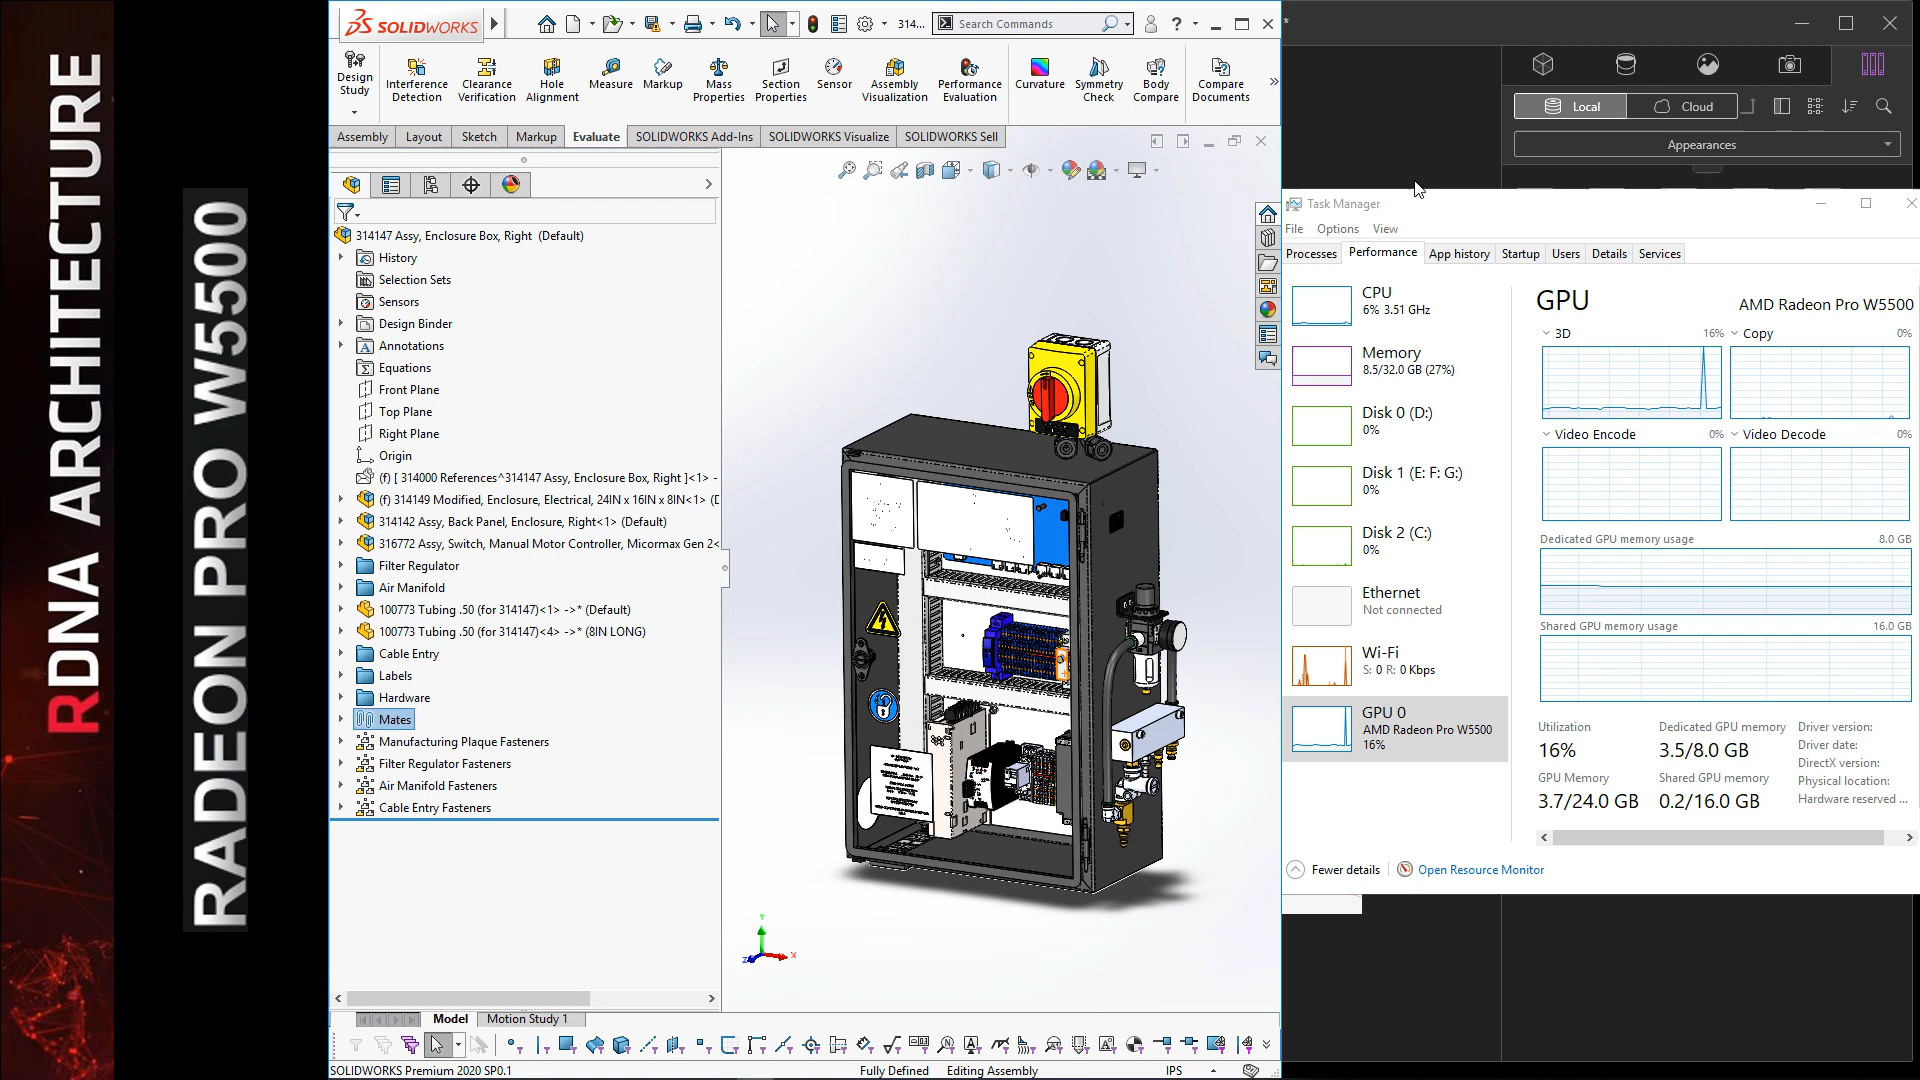 RDNA ARCHITECTURE
RADEON PRO W5500
SOLIDWORKS
314...
Search Commands
Design Study
Interference Detection
Clearance Verification
Hole Alignment
Measure
Markup
Mass Properties
Section Properties
Sensor
Assembly Visualization
Performance Evaluation
Curvature
Symmetry Check
Body Compare
Compare Documents
Assembly
Layout
Sketch
Markup
Evaluate
SOLIDWORKS Add-Ins
SOLIDWORKS Visualize
SOLIDWORKS Sell
314147 Assy, Enclosure Box, Right (Default)
History
Selection Sets
Sensors
Design Binder
Annotations
Equations
Front Plane
Top Plane
Right Plane
Origin
(f) [ 314000 References^314147 Assy, Enclosure Box, Right ]<1> -
(f) 314149 Modified, Enclosure, Electrical, 24IN x 16IN x 8IN<1> (D
314142 Assy, Back Panel, Enclosure, Right<1> (Default)
316772 Assy, Switch, Manual Motor Controller, Micormax Gen 2<
Filter Regulator
Air Manifold
100773 Tubing .50 (for 314147)<1> ->* (Default)
100773 Tubing .50 (for 314147)<4> ->* (8IN LONG)
Cable Entry
Labels
Hardware
Mates
Manufacturing Plaque Fasteners
Filter Regulator Fasteners
Air Manifold Fasteners
Cable Entry Fasteners
Y
X
Z
Model
Motion Study 1
SOLIDWORKS Premium 2020 SP0.1
Fully Defined
Editing Assembly
IPS
Local
Cloud
Appearances
Task Manager
File
Options
View
Processes
Performance
App history
Startup
Users
Details
Services
CPU
6% 3.51 GHz
Memory
8.5/32.0 GB (27%)
Disk 0 (D:)
0%
Disk 1 (E: F: G:)
0%
Disk 2 (C:)
0%
Ethernet
Not connected
Wi-Fi
S: 0 R: 0 Kbps
GPU 0
AMD Radeon Pro W5500
16%
GPU
AMD Radeon Pro W5500
3D
16%
Copy
0%
Video Encode
0%
Video Decode
0%
Dedicated GPU memory usage
8.0 GB
Shared GPU memory usage
16.0 GB
Utilization
16%
Dedicated GPU memory
3.5/8.0 GB
GPU Memory
3.7/24.0 GB
Shared GPU memory
0.2/16.0 GB
Driver version:
Driver date:
DirectX version:
Physical location:
Hardware reserved ...
Fewer details
Open Resource Monitor